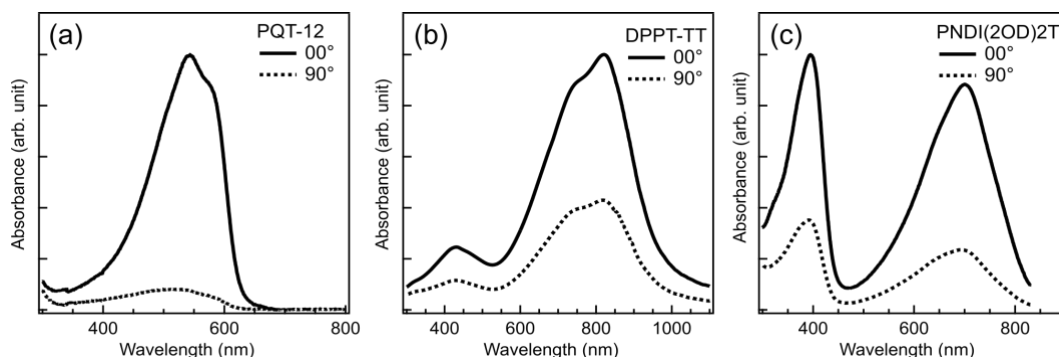 (a)
PQT-12
00°
90°
Absorbance (arb. unit)
400
600
800
Wavelength (nm)
(b)
DPPT-TT
00°
90°
Absorbance (arb. unit)
400
600
800
1000
Wavelength (nm)
(c)
PNDI(2OD)2T
00°
90°
Absorbance (arb. unit)
400
600
800
Wavelength (nm)